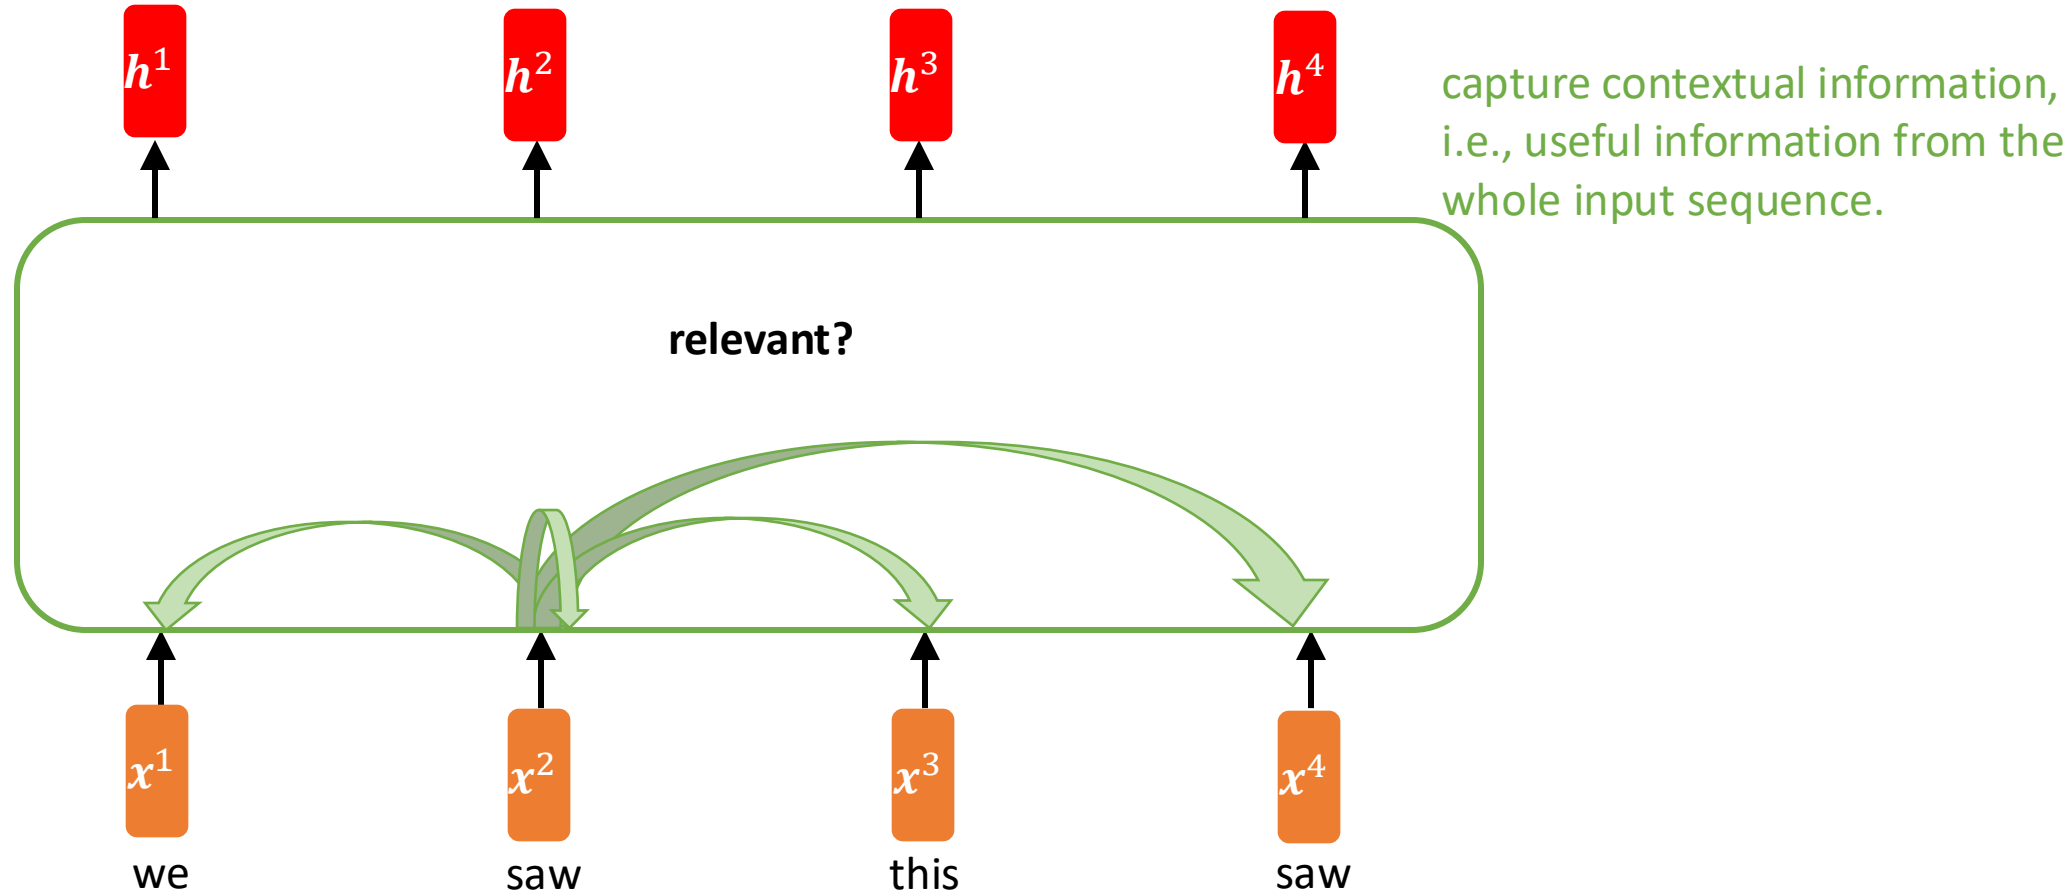 h¹ h² h³ h⁴
capture contextual information,
i.e., useful information from the
whole input sequence.
relevant?
x¹ x² x³ x⁴
we saw this saw